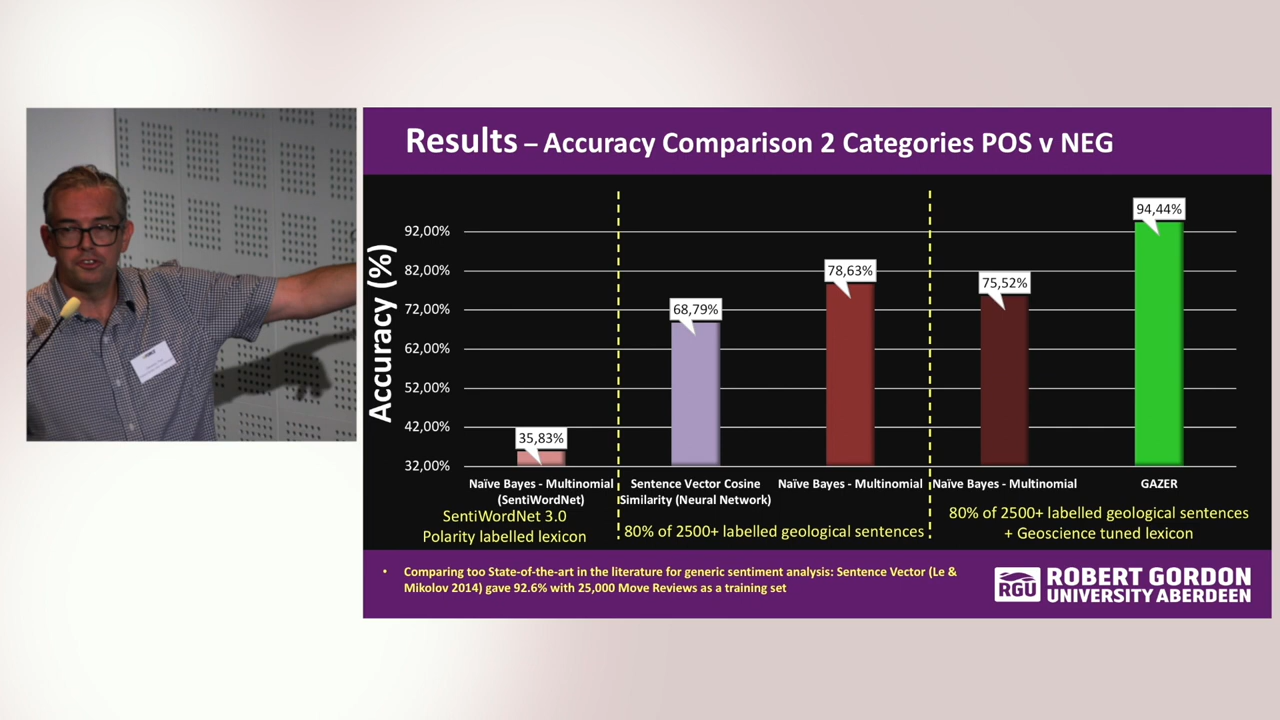 Results – Accuracy Comparison 2 Categories POS v NEG
Accuracy (%)
92,00%
82,00%
72,00%
62,00%
52,00%
42,00%
32,00%
35,83%
68,79%
78,63%
75,52%
94,44%
Naïve Bayes - Multinomial
(SentiWordNet)
Sentence Vector Cosine
Similarity (Neural Network)
Naïve Bayes - Multinomial
Naïve Bayes - Multinomial
GAZER
SentiWordNet 3.0
Polarity labelled lexicon
80% of 2500+ labelled geological sentences
80% of 2500+ labelled geological sentences
+ Geoscience tuned lexicon
• Comparing too State-of-the-art in the literature for generic sentiment analysis: Sentence Vector (Le &
Mikolov 2014) gave 92.6% with 25,000 Move Reviews as a training set
RGU
ROBERT GORDON
UNIVERSITY ABERDEEN